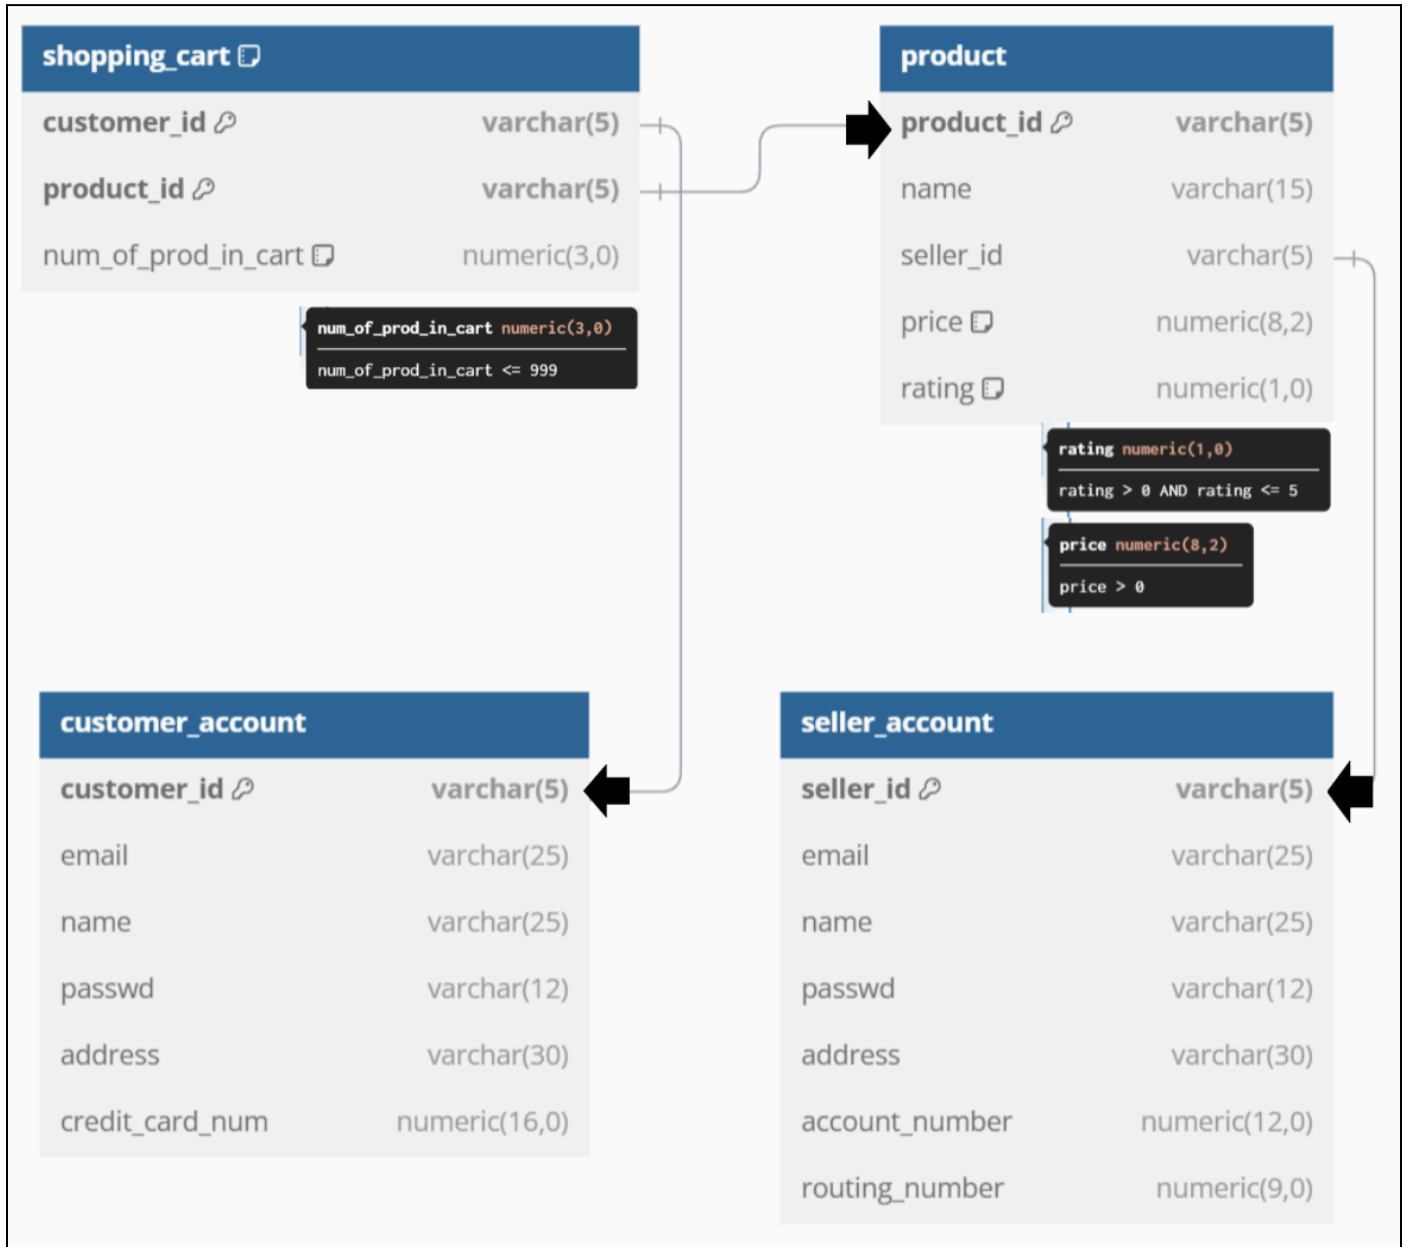 shopping_cart
customer_id varchar(5)
product_id varchar(5)
num_of_prod_in_cart numeric(3,0)
num_of_prod_in_cart numeric(3,0)
num_of_prod_in_cart <= 999
product
product_id varchar(5)
name varchar(15)
seller_id varchar(5)
price numeric(8,2)
rating numeric(1,0)
rating numeric(1,0)
rating > 0 AND rating <= 5
price numeric(8,2)
price > 0
customer_account
customer_id varchar(5)
email varchar(25)
name varchar(25)
passwd varchar(12)
address varchar(30)
credit_card_num numeric(16,0)
seller_account
seller_id varchar(5)
email varchar(25)
name varchar(25)
passwd varchar(12)
address varchar(30)
account_number numeric(12,0)
routing_number numeric(9,0)